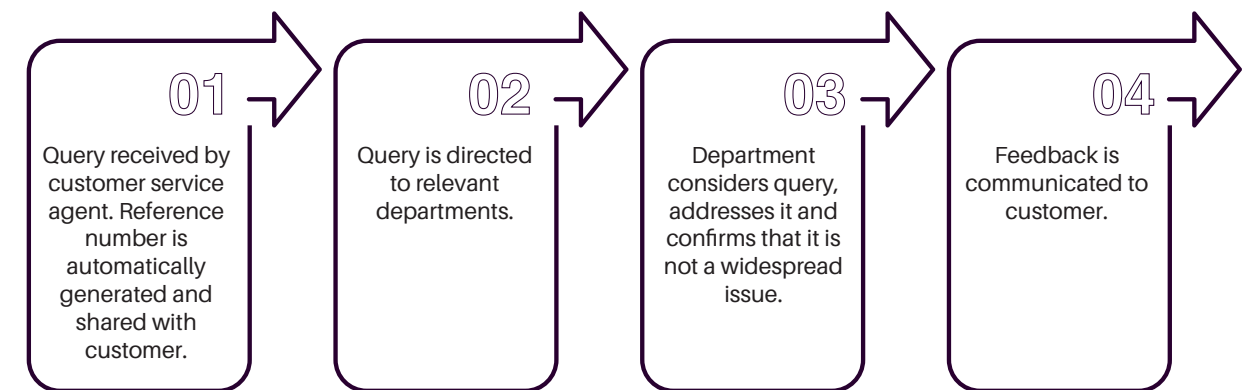 01
Query received by
customer service
agent. Reference
number is
automatically
generated and
shared with
customer.
02
Query is directed
to relevant
departments.
03
Department
considers query,
addresses it and
confirms that it is
not a widespread
issue.
04
Feedback is
communicated to
customer.